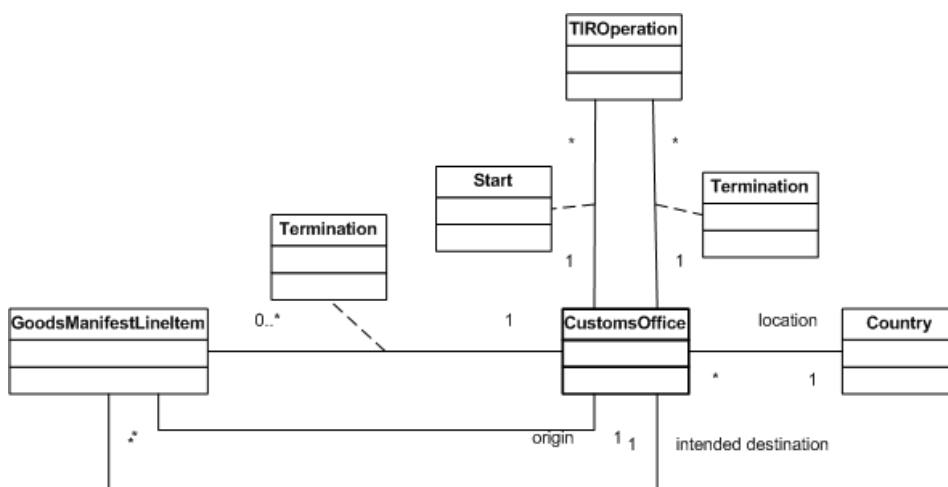 TIROperation
* *
Start
Termination
Termination
1 1
GoodsManifestLineItem
0..*
1
CustomsOffice
location
Country
* 1
**
origin
1
1
intended destination